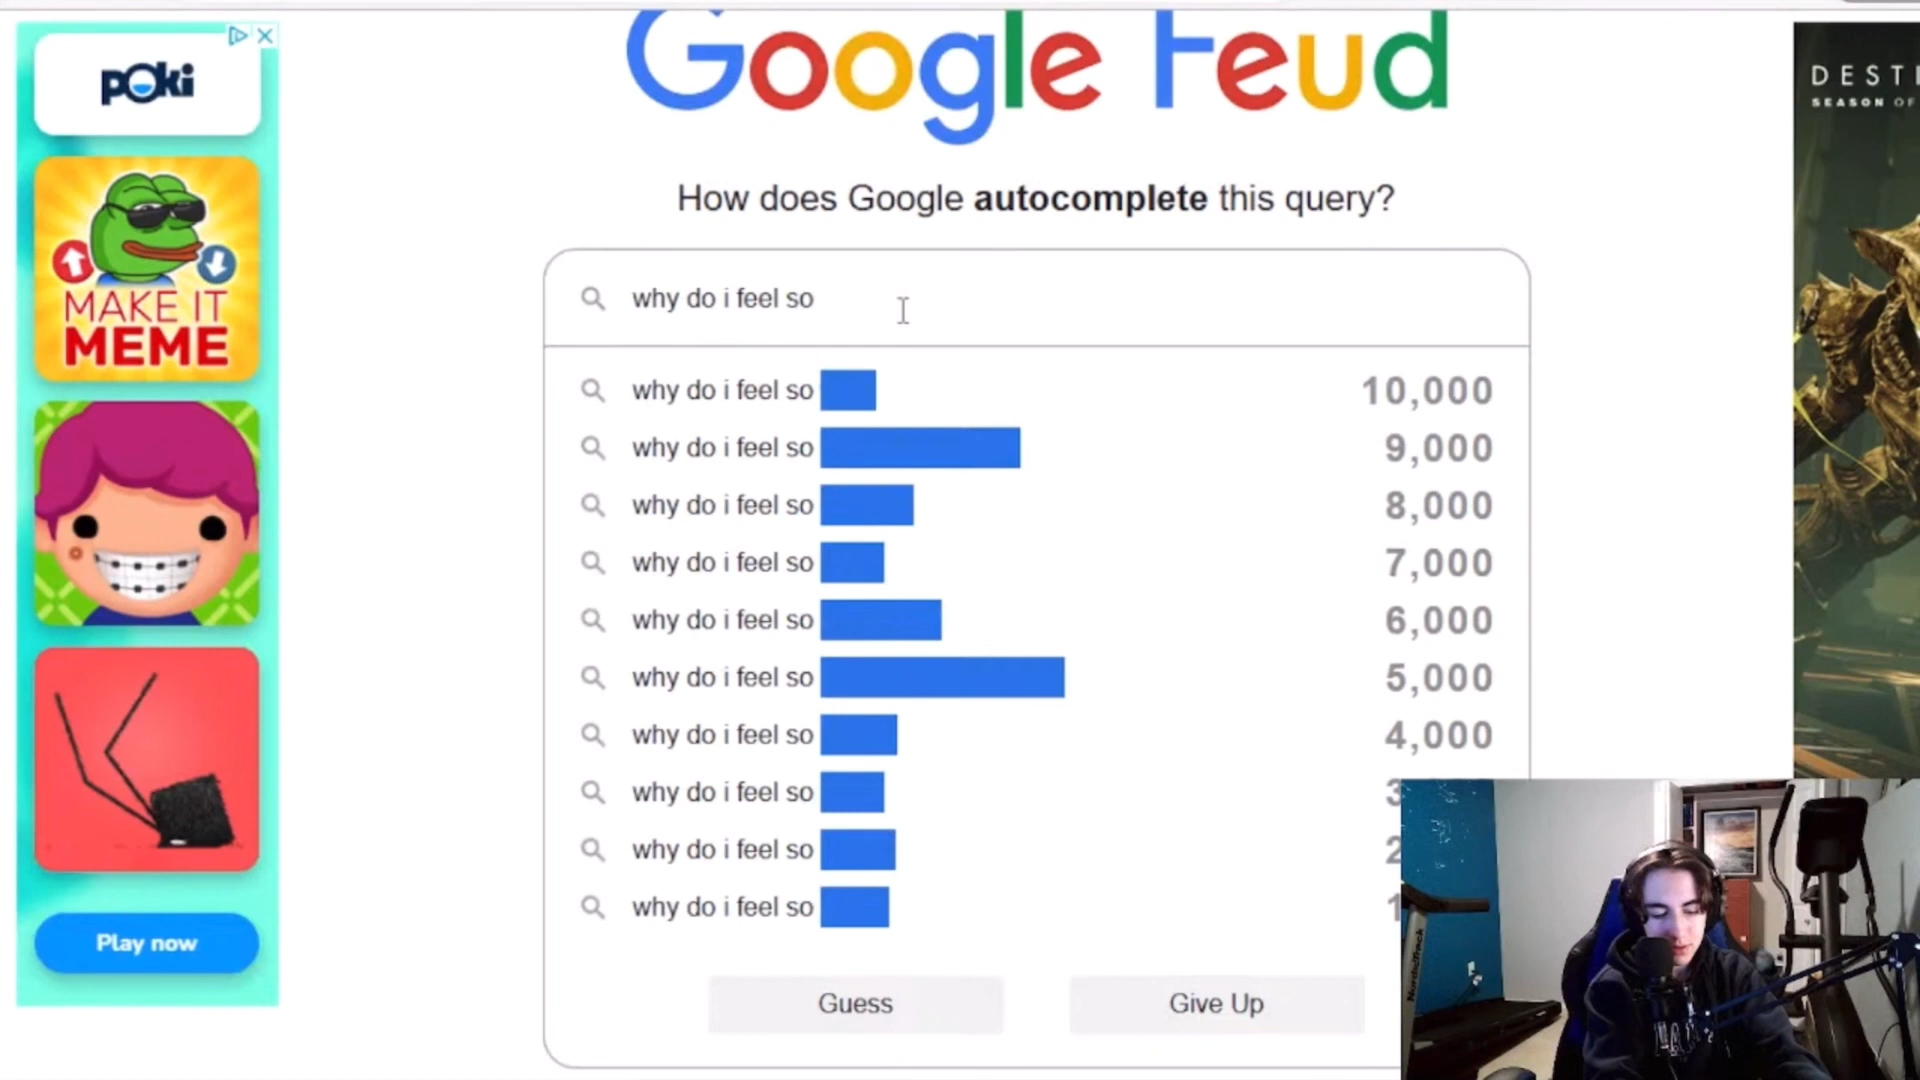 poki
MAKE IT
MEME
Play now
Google Feud
How does Google autocomplete this query?
why do i feel so
why do i feel so 10,000
why do i feel so 9,000
why do i feel so 8,000
why do i feel so 7,000
why do i feel so 6,000
why do i feel so 5,000
why do i feel so 4,000
why do i feel so 3
why do i feel so 2
why do i feel so 1
Guess
Give Up
DESTI
SEASON OF
NordicTrack